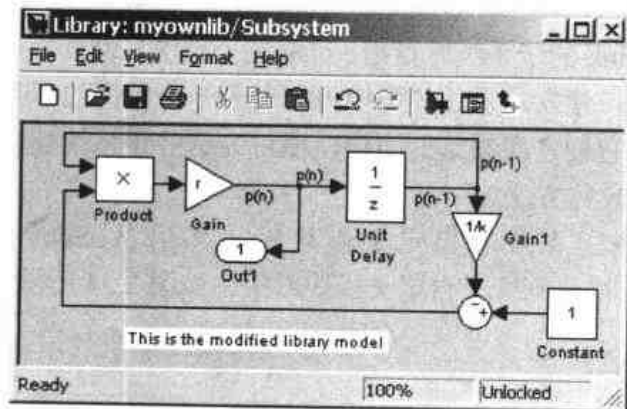 Library: myownlib/Subsystem
File Edit View Format Help
p(n-1)
×
Product
r
Gain
p(n)
p(n)
1
z
Unit
Delay
p(n-1)
1/k
Gain1
1
Out1
- +
1
Constant
This is the modified library model
Ready 100% Unlocked